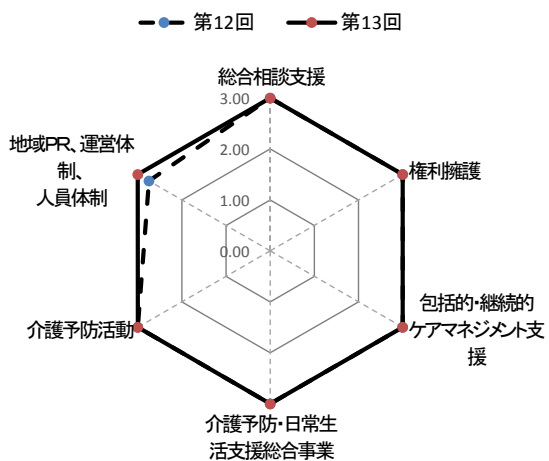 第12回 第13回
総合相談支援
3.00
2.00
1.00
0.00
権利擁護
包括的・継続的
ケアマネジメント支
援
介護予防・日常生
活支援総合事業
介護予防活動
地域PR、運営体
制、
人員体制